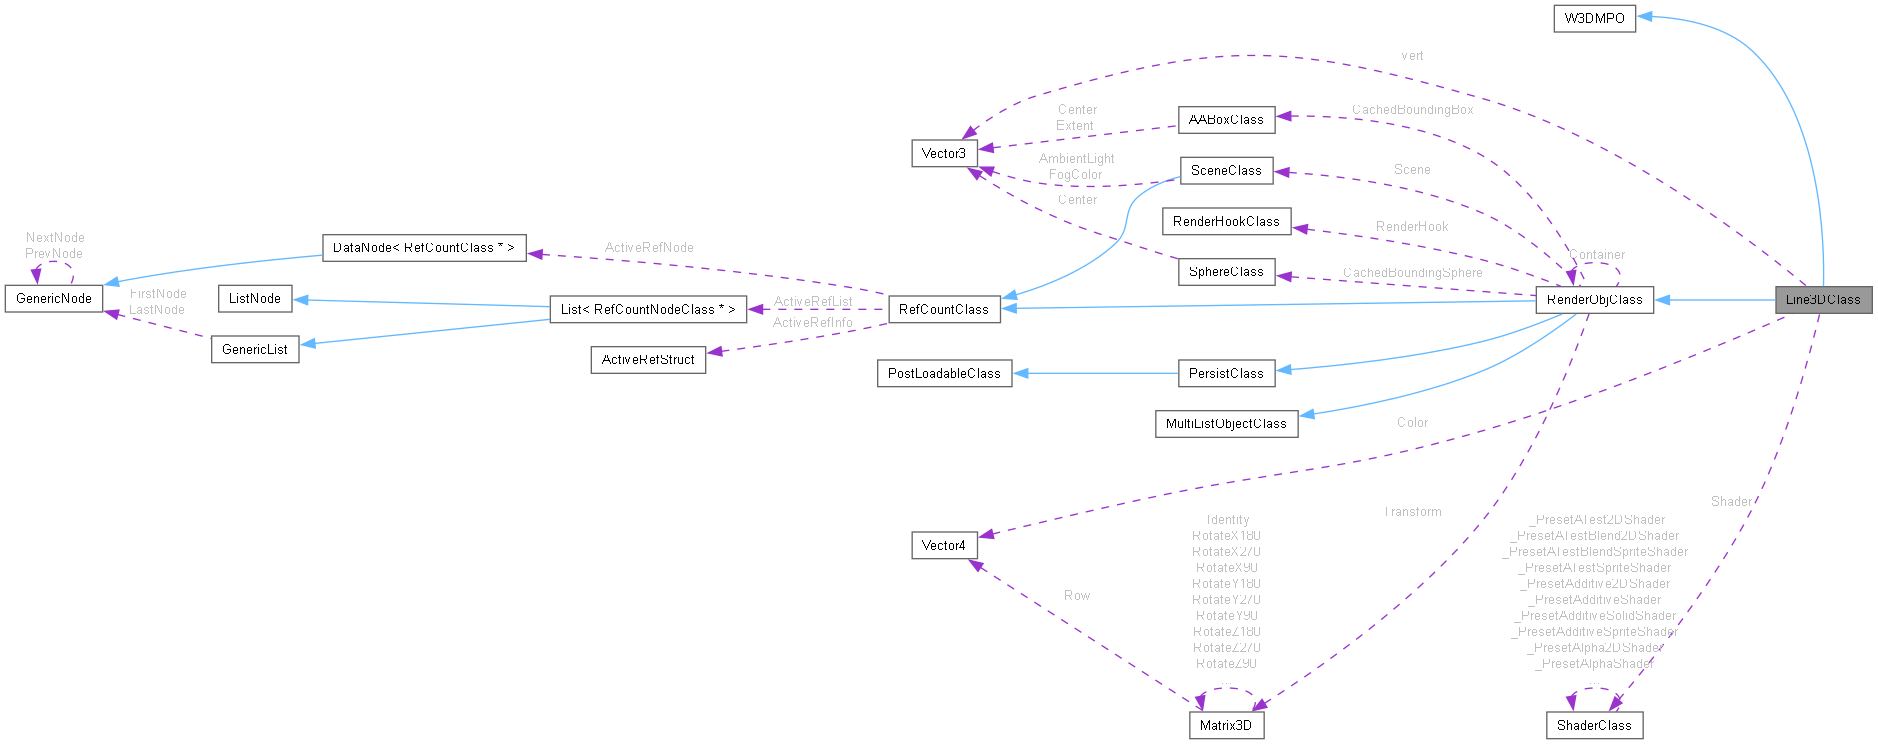 W3DMPO
vert
CachedBoundingBox
Center
Extent
AABoxClass
Vector3
AmbientLight
FogColor
SceneClass
Scene
Center
RenderHookClass
RenderHook
NextNode
PrevNode
DataNode< RefCountClass * >
ActiveRefNode
Container
SphereClass
CachedBoundingSphere
GenericNode
FirstNode
LastNode
ListNode
List< RefCountNodeClass * >
ActiveRefList
RefCountClass
RenderObjClass
Line3DClass
ActiveRefInfo
GenericList
ActiveRefStruct
PostLoadableClass
PersistClass
MultiListObjectClass
Color
Shader
Transform
Vector4
Row
Identity
RotateX180
RotateX270
RotateX90
RotateY180
RotateY270
RotateY90
RotateZ180
RotateZ270
RotateZ90
...
_PresetATest2DShader
_PresetATestBlend2DShader
_PresetATestBlendSpriteShader
_PresetATestSpriteShader
_PresetAdditive2DShader
_PresetAdditiveShader
_PresetAdditiveSolidShader
_PresetAdditiveSpriteShader
_PresetAlpha2DShader
_PresetAlphaShader
...
Matrix3D
ShaderClass